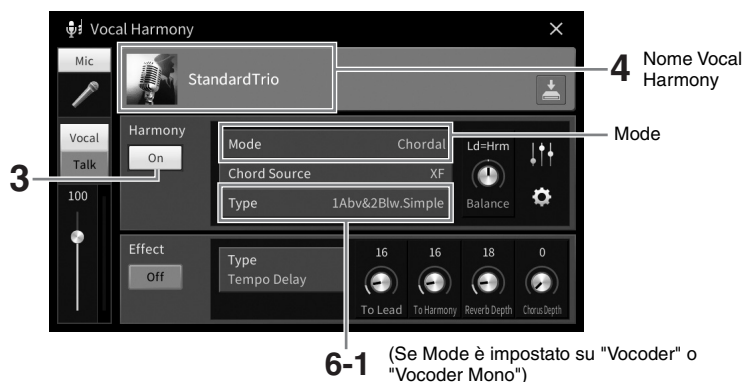 Vocal Harmony
Mic
StandardTrio
4 Nome Vocal
Harmony
Vocal
Talk
100
Harmony
On
3
Mode Chordal
Mode
Chord Source XF
Type 1Abv&2Blw.Simple
Ld=Hrm
Balance
Effect
Off
Type
Tempo Delay
16 16 18 0
To Lead To Harmony Reverb Depth Chorus Depth
6-1 (Se Mode è impostato su "Vocoder" o
"Vocoder Mono")